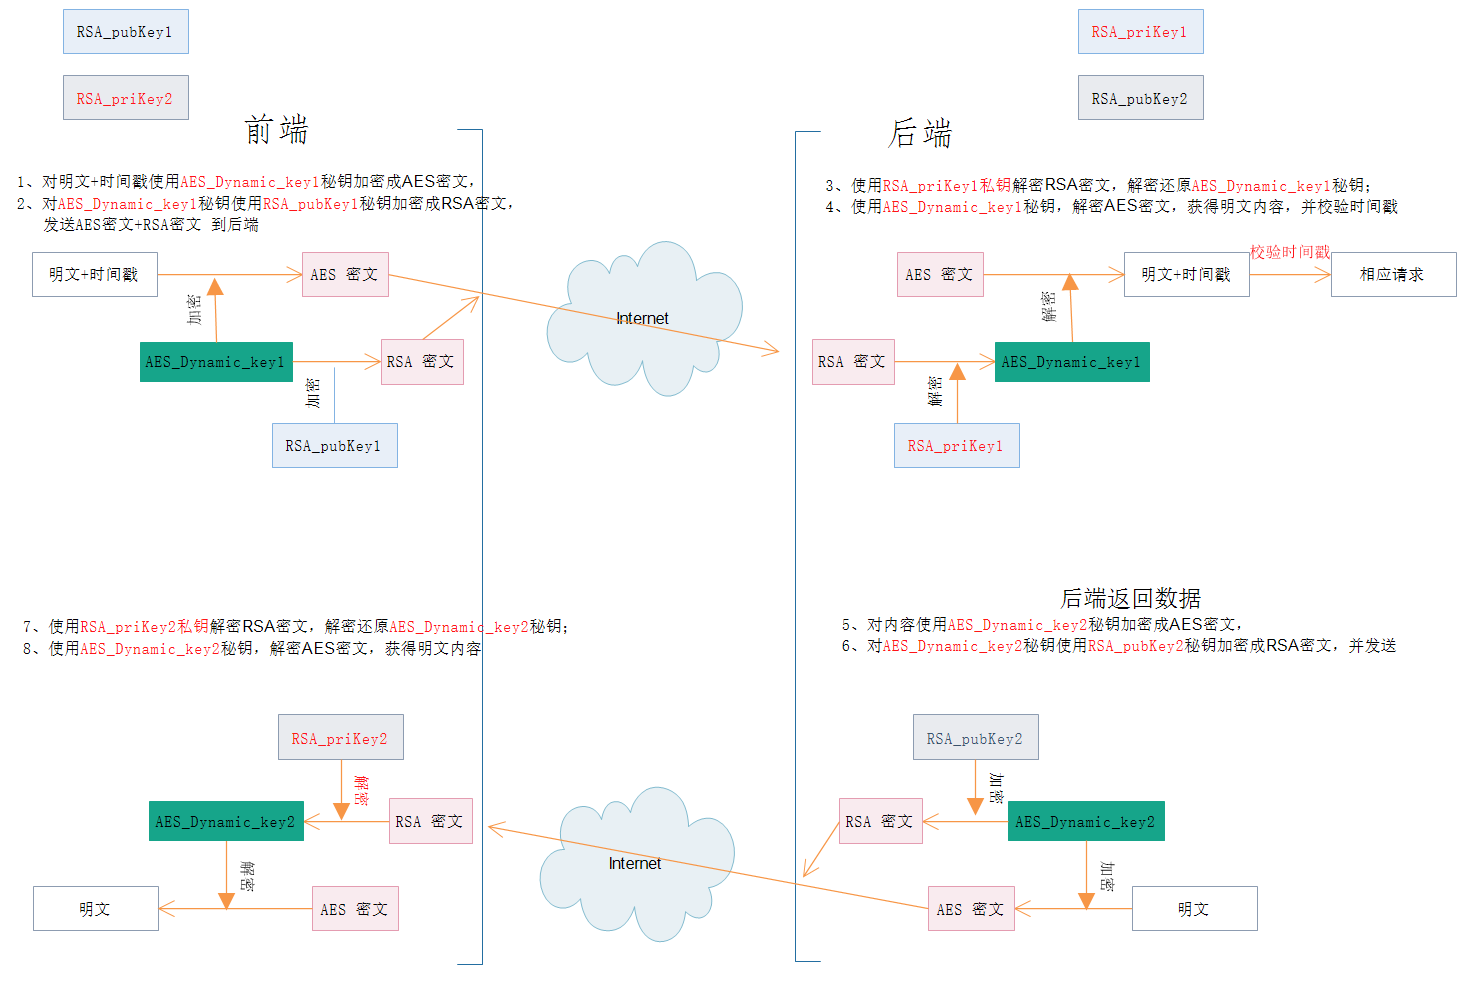 RSA_pubKey1
RSA_priKey1
RSA_priKey2
RSA_pubKey2
前端
后端
1、对明文+时间戳使用AES_Dynamic_key1秘钥加密成AES密文，
2、对AES_Dynamic_key1秘钥使用RSA_pubKey1秘钥加密成RSA密文，
发送AES密文+RSA密文 到后端
3、使用RSA_priKey1私钥解密RSA密文，解密还原AES_Dynamic_key1秘钥；
4、使用AES_Dynamic_key1秘钥，解密AES密文，获得明文内容，并校验时间戳
明文+时间戳
AES 密文
加密
AES_Dynamic_key1
RSA 密文
加密
RSA_pubKey1
Internet
AES 密文
明文+时间戳
校验时间戳
相应请求
解密
RSA 密文
AES_Dynamic_key1
解密
RSA_priKey1
后端返回数据
5、对内容使用AES_Dynamic_key2秘钥加密成AES密文，
6、对AES_Dynamic_key2秘钥使用RSA_pubKey2秘钥加密成RSA密文，并发送
7、使用RSA_priKey2私钥解密RSA密文，解密还原AES_Dynamic_key2秘钥；
8、使用AES_Dynamic_key2秘钥，解密AES密文，获得明文内容
RSA_priKey2
解密
AES_Dynamic_key2
RSA 密文
解密
明文
AES 密文
Internet
RSA_pubKey2
加密
RSA 密文
AES_Dynamic_key2
加密
AES 密文
明文